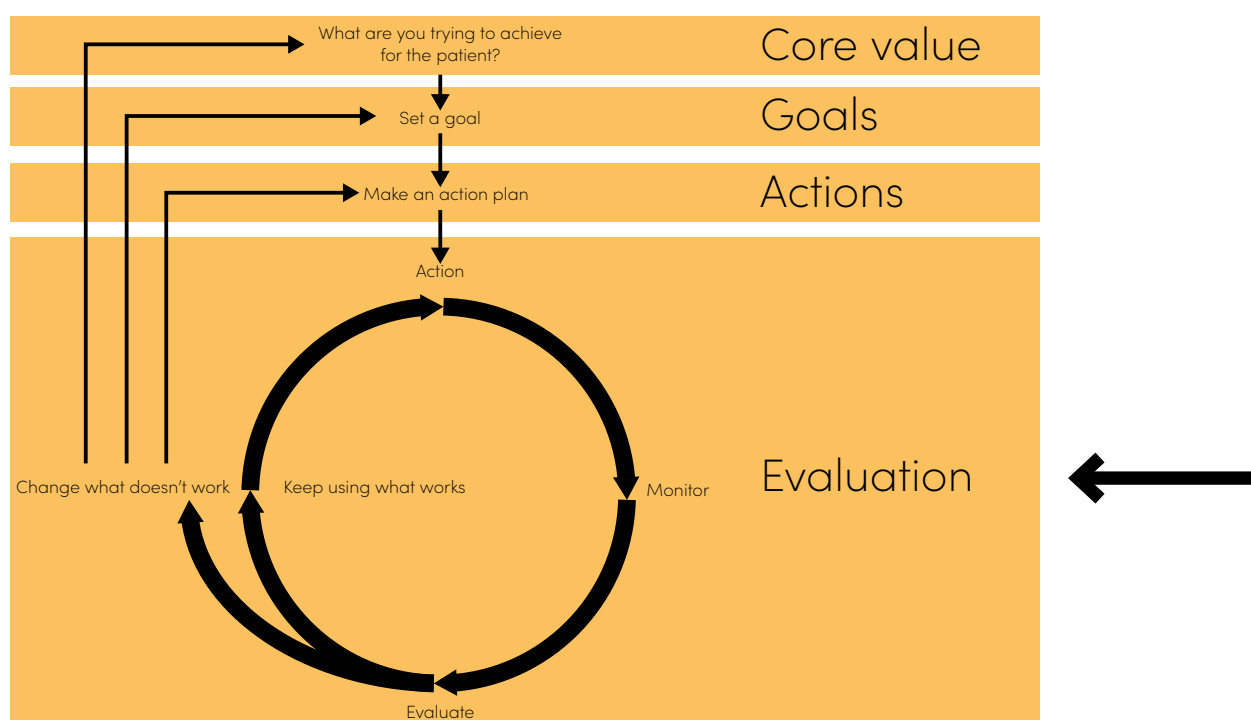 What are you trying to achieve
for the patient?
Core value
Set a goal
Goals
Make an action plan
Actions
Action
Change what doesn't work
Keep using what works
Monitor
Evaluation
Evaluate